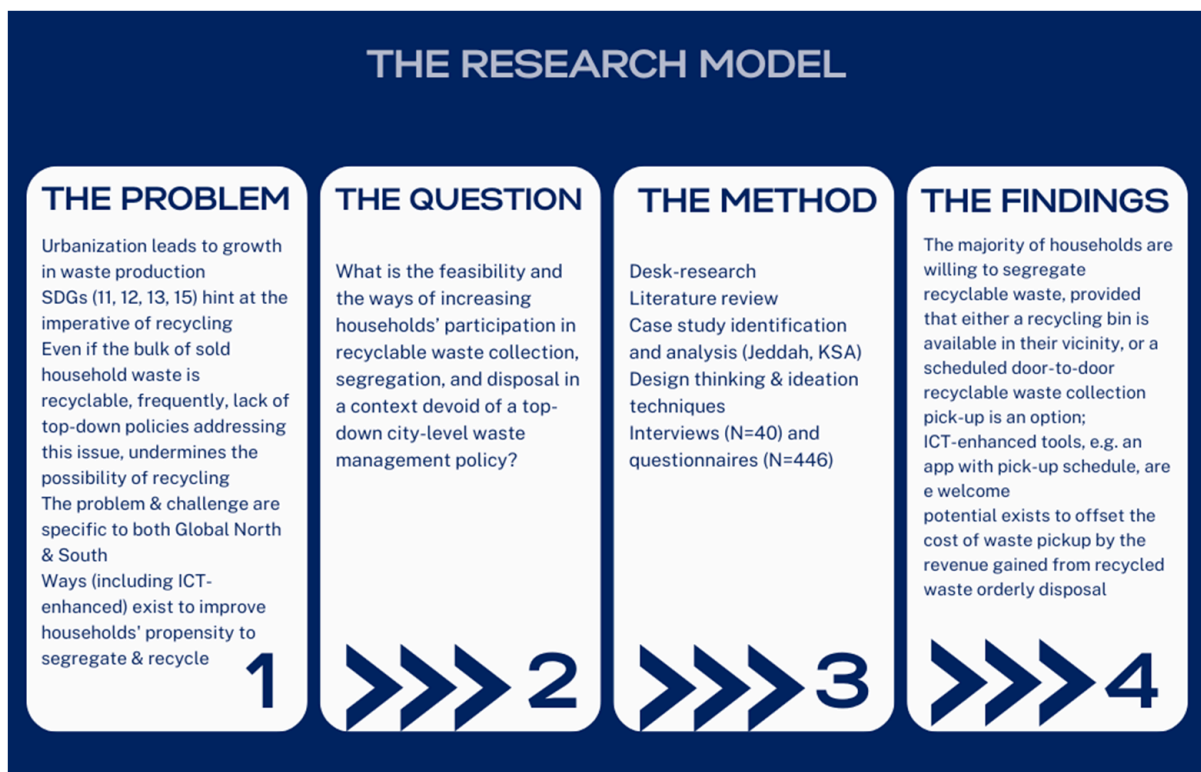 THE RESEARCH MODEL
THE PROBLEM
Urbanization leads to growth
in waste production
SDGs (11, 12, 13, 15) hint at the
imperative of recycling
Even if the bulk of sold
household waste is
recyclable, frequently, lack of
top-down policies addressing
this issue, undermines the
possibility of recycling
The problem & challenge are
specific to both Global North
& South
Ways (including ICT-
enhanced) exist to improve
households' propensity to
segregate & recycle
1
THE QUESTION
What is the feasibility and
the ways of increasing
households’ participation in
recyclable waste collection,
segregation, and disposal in
a context devoid of a top-
down city-level waste
management policy?
2
THE METHOD
Desk-research
Literature review
Case study identification
and analysis (Jeddah, KSA)
Design thinking & ideation
techniques
Interviews (N=40) and
questionnaires (N=446)
3
THE FINDINGS
The majority of households are
willing to segregate
recyclable waste, provided
that either a recycling bin is
available in their vicinity, or a
scheduled door-to-door
recyclable waste collection
pick-up is an option;
ICT-enhanced tools, e.g. an
app with pick-up schedule, are
e welcome
potential exists to offset the
cost of waste pickup by the
revenue gained from recycled
waste orderly disposal
4